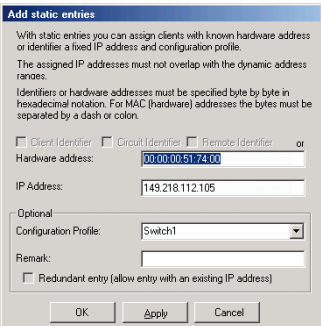 Add static entries
With static entries you can assign clients with known hardware address
or identifier a fixed IP address and configuration profile.
The assigned IP addresses must not overlap with the dynamic address
ranges.
Identifiers or hardware addresses must be specified byte by byte in
hexadecimal notation. For MAC (hardware) addresses the bytes must be
separated by a dash or colon.
Client Identifier Circuit Identifier Remote Identifier or
Hardware address: 00:00:00:51:74:00
IP Address: 149.218.112.105
Optional
Configuration Profile: Switch1
Remark:
Redundant entry (allow entry with an existing IP address)
OK Apply Cancel